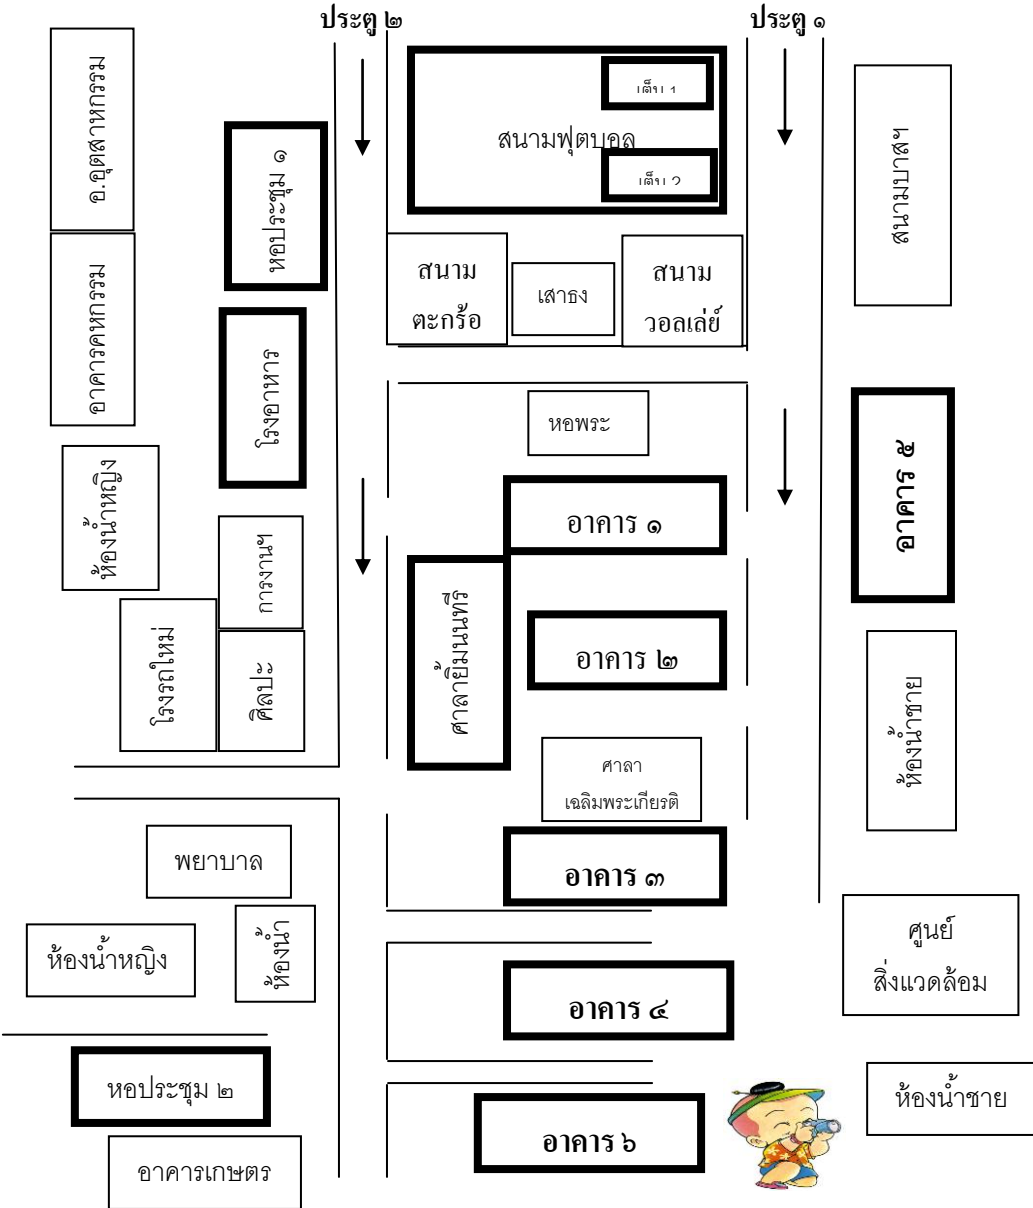 ประตู ๒
ประตู ๑
อ.อุตสาหกรรม
หอประชุม ๑
สนามฟุตบอล
เต็น 1
เต็น 2
สนามบาสฯ
อาคารคหกรรม
สนาม
ตะกร้อ
เสาธง
สนาม
วอลเล่ย์
โรงอาหาร
หอพระ
อาคาร ๕
ห้องน้ำหญิง
การงานฯ
อาคาร ๑
โรงรถใหม่
ศิลปะ
ศาลายิ้มนนทรี
อาคาร ๒
ห้องน้ำชาย
ศาลา
เฉลิมพระเกียรติ
พยาบาล
อาคาร ๓
ห้องน้ำหญิง
ห้องน้ำ
ศูนย์
สิ่งแวดล้อม
อาคาร ๔
หอประชุม ๒
ห้องน้ำชาย
อาคาร ๖
อาคารเกษตร